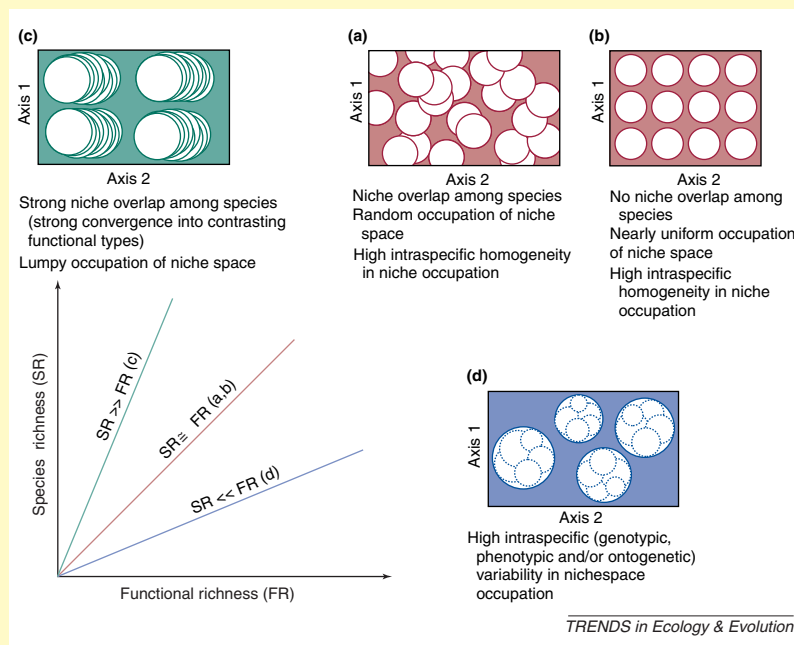 (c)
Axis 1
Axis 2
Strong niche overlap among species
(strong convergence into contrasting
functional types)
Lumpy occupation of niche space
(a)
Axis 1
Axis 2
Niche overlap among species
Random occupation of niche
space
High intraspecific homogeneity
in niche occupation
(b)
Axis 1
Axis 2
No niche overlap among
species
Nearly uniform occupation
of niche space
High intraspecific
homogeneity in niche
occupation
Species richness (SR)
SR >> FR (c)
SR ≅ FR (a,b)
SR << FR (d)
Functional richness (FR)
(d)
Axis 1
Axis 2
High intraspecific (genotypic,
phenotypic and/or ontogenetic)
variability in nichespace
occupation
TRENDS in Ecology & Evolution